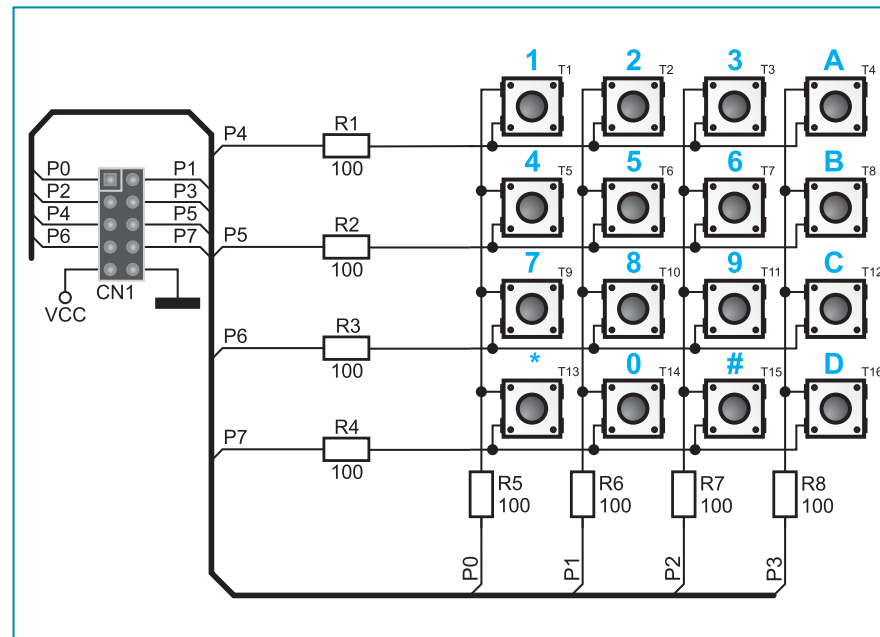 1 T1 2 T2 3 T3 A T4
P4 R1
100
P0 P1
P2 P3
P4 P5
P6 P7
VCC CN1
4 T5 5 T6 6 T7 B T8
P5 R2
100
7 T9 8 T10 9 T11 C T12
P6 R3
100
* T13 0 T14 # T15 D T16
P7 R4
100
R5 R6 R7 R8
100 100 100 100
P0 P1 P2 P3